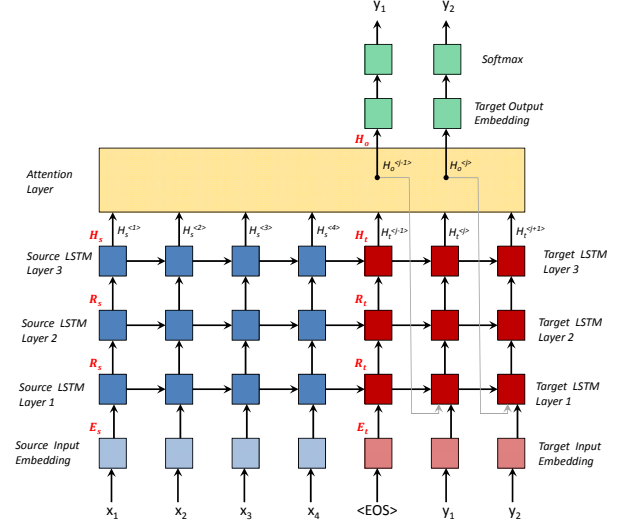 y1 y2
Softmax
Target Output
Embedding
Ho
Ho<j-1> Ho<j>
Attention
Layer
Hs Hs<1> Hs<2> Hs<3> Hs<4> Ht Ht<j-1> Ht<j> Ht<j+1>
Source LSTM
Layer 3
Target LSTM
Layer 3
Rs Rt
Source LSTM
Layer 2
Target LSTM
Layer 2
Rs Rt
Source LSTM
Layer 1
Target LSTM
Layer 1
Es Et
Source Input
Embedding
Target Input
Embedding
x1 x2 x3 x4 <EOS> y1 y2